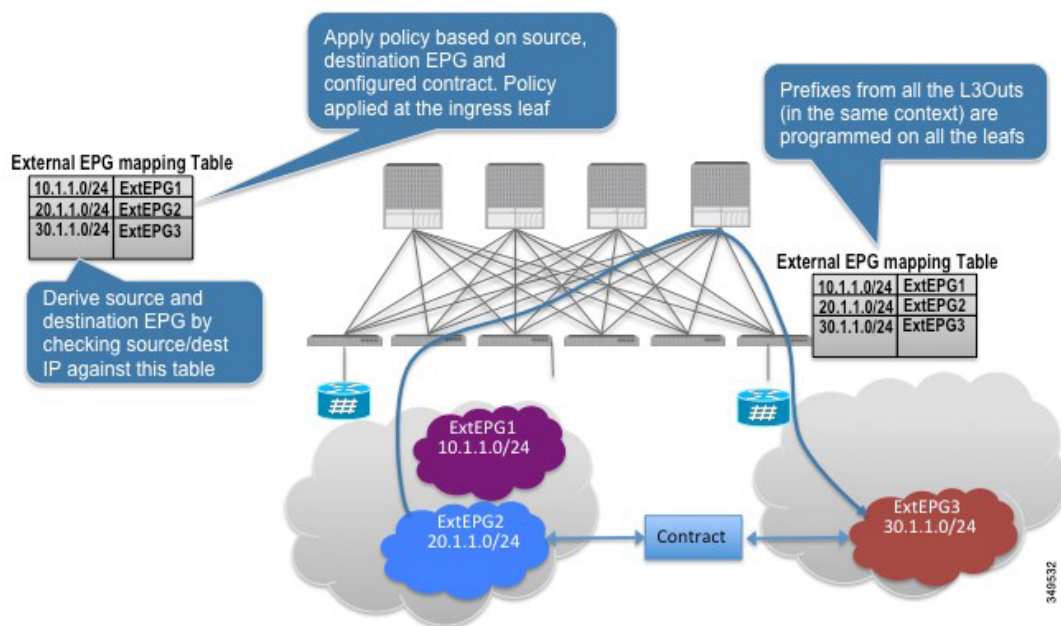 Apply policy based on source,
destination EPG and
configured contract. Policy
applied at the ingress leaf
Prefixes from all the L3Outs
(in the same context) are
programmed on all the leafs
External EPG mapping Table
10.1.1.0/24 ExtEPG1
20.1.1.0/24 ExtEPG2
30.1.1.0/24 ExtEPG3
Derive source and
destination EPG by
checking source/dest
IP against this table
External EPG mapping Table
10.1.1.0/24 ExtEPG1
20.1.1.0/24 ExtEPG2
30.1.1.0/24 ExtEPG3
ExtEPG1
10.1.1.0/24
ExtEPG2
20.1.1.0/24
Contract
ExtEPG3
30.1.1.0/24
349532